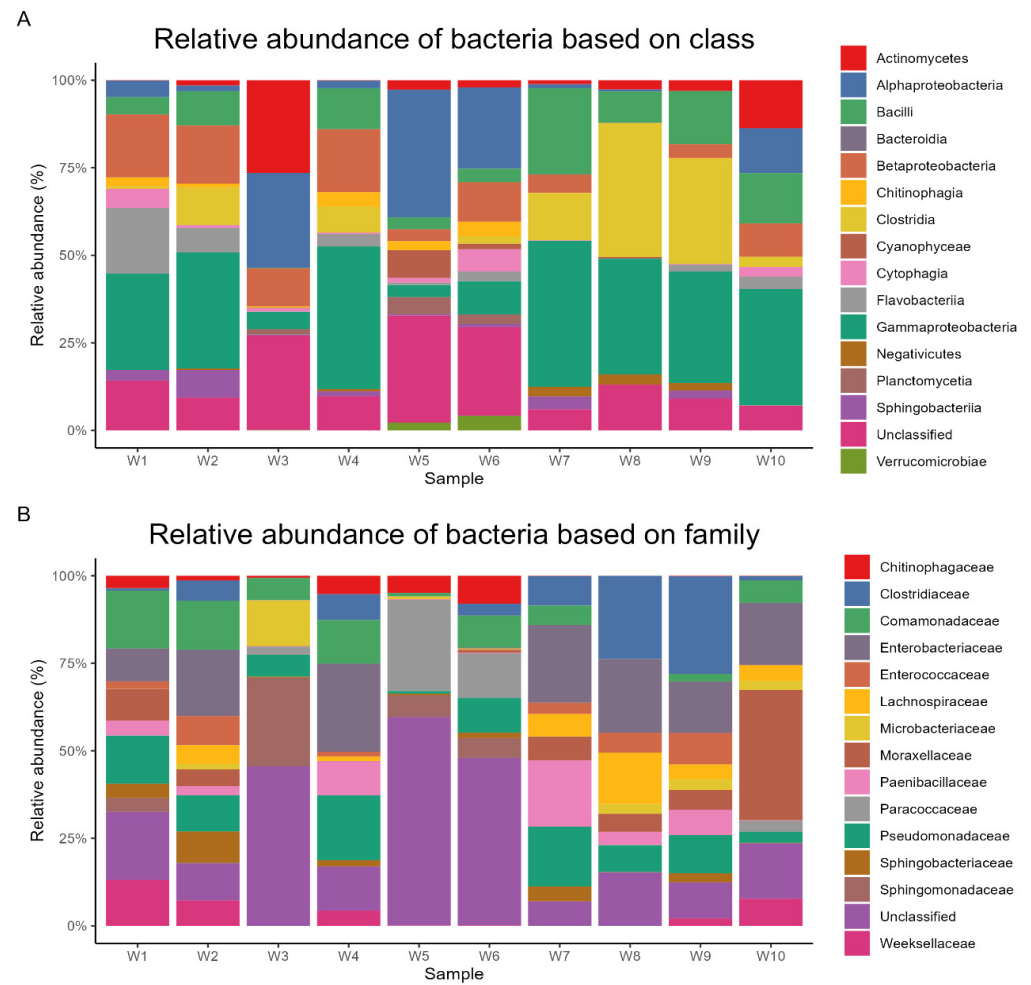 A
Relative abundance of bacteria based on class
Relative abundance (%)
100%
75%
50%
25%
0%
W1 W2 W3 W4 W5 W6 W7 W8 W9 W10
Sample
Actinomycetes
Alphaproteobacteria
Bacilli
Bacteroidia
Betaproteobacteria
Chitinophagia
Clostridia
Cyanophyceae
Cytophagia
Flavobacteriia
Gammaproteobacteria
Negativicutes
Planctomycetia
Sphingobacteriia
Unclassified
Verrucomicrobiae
B
Relative abundance of bacteria based on family
Relative abundance (%)
100%
75%
50%
25%
0%
W1 W2 W3 W4 W5 W6 W7 W8 W9 W10
Sample
Chitinophagaceae
Clostridiaceae
Comamonadaceae
Enterobacteriaceae
Enterococcaceae
Lachnospiraceae
Microbacteriaceae
Moraxellaceae
Paenibacillaceae
Paracoccaceae
Pseudomonadaceae
Sphingobacteriaceae
Sphingomonadaceae
Unclassified
Weeksellaceae